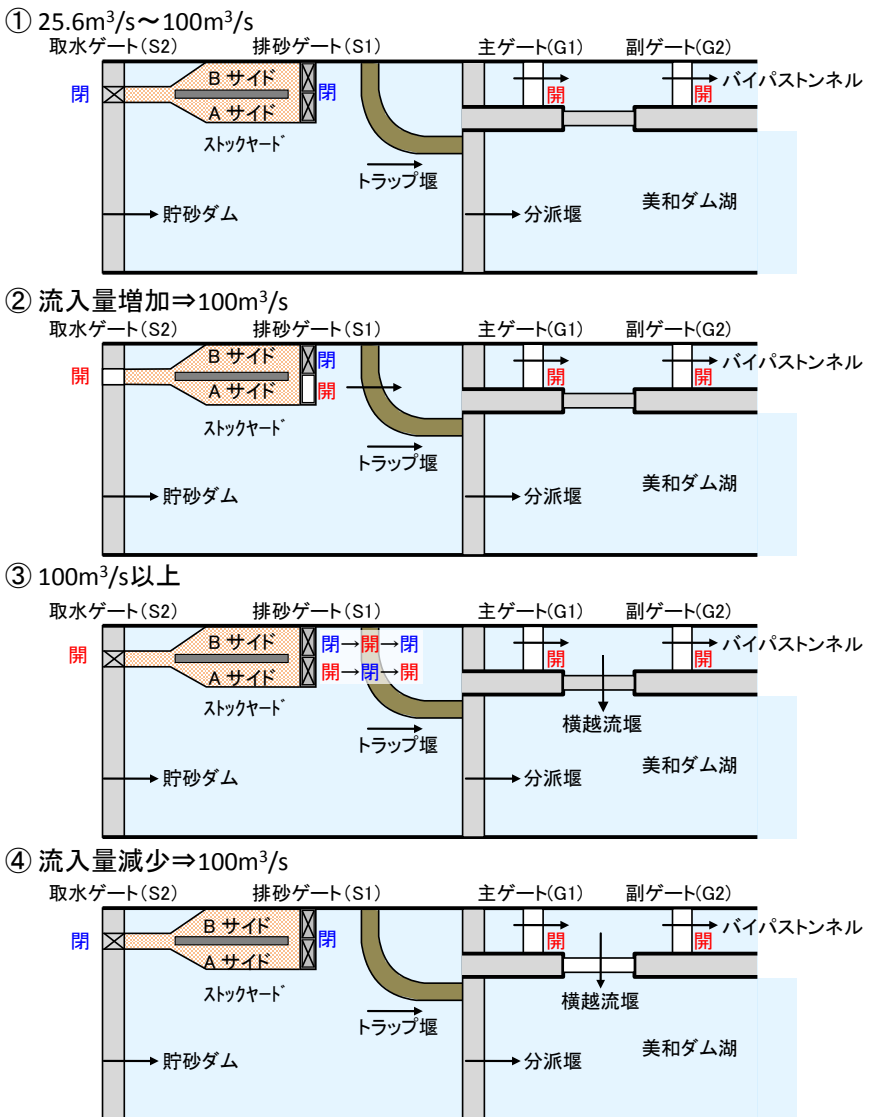 ① 25.6m³/s～100m³/s
取水ゲート(S2) 排砂ゲート(S1) 主ゲート(G1) 副ゲート(G2)
B サイド
バイパストンネル
閉 閉 開 開
A サイド
ストックヤード
トラップ堰
美和ダム湖
貯砂ダム 分派堰
② 流入量増加⇒100m³/s
取水ゲート(S2) 排砂ゲート(S1) 主ゲート(G1) 副ゲート(G2)
B サイド 閉 バイパストンネル
開 開 開
A サイド 開
ストックヤード
トラップ堰
美和ダム湖
貯砂ダム 分派堰
③ 100m³/s以上
取水ゲート(S2) 排砂ゲート(S1) 主ゲート(G1) 副ゲート(G2)
B サイド 閉→開→閉 バイパストンネル
開 開 開
A サイド 開→閉→開
ストックヤード
横越流堰
トラップ堰
美和ダム湖
貯砂ダム 分派堰
④ 流入量減少⇒100m³/s
取水ゲート(S2) 排砂ゲート(S1) 主ゲート(G1) 副ゲート(G2)
B サイド バイパストンネル
閉 閉 開 開
A サイド
ストックヤード
横越流堰
トラップ堰
美和ダム湖
貯砂ダム 分派堰